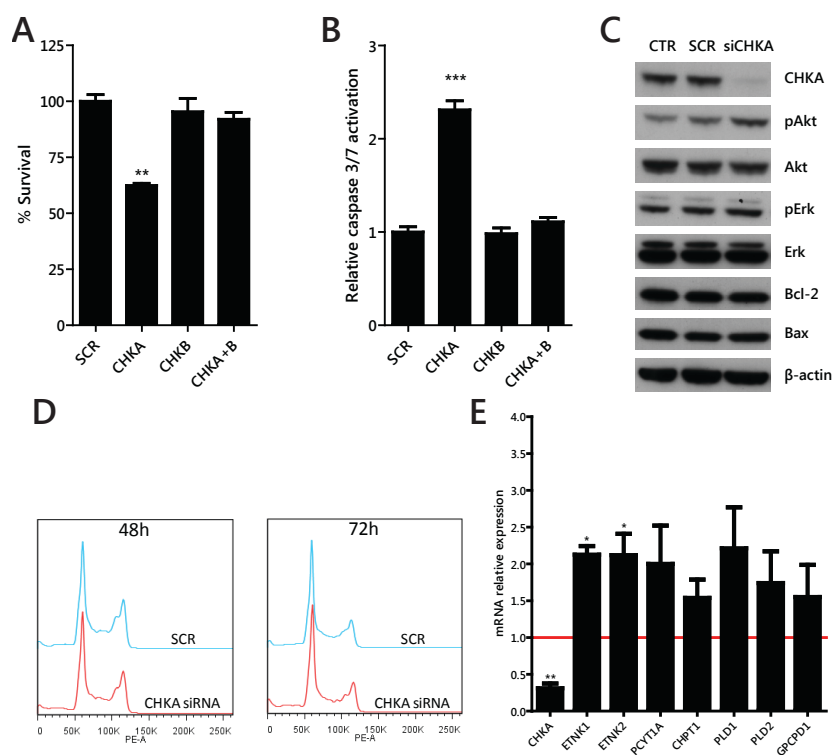 A
125
100
75
50
25
0
% Survival
**
SCR
CHKA
CHKB
CHKA+B
B
3
2
1
0
Relative caspase 3/7 activation
***
SCR
CHKA
CHKB
CHKA+B
C
CTR SCR siCHKA
CHKA
pAkt
Akt
pErk
Erk
Bcl-2
Bax
β-actin
D
48h
SCR
CHKA siRNA
0 50K 100K 150K 200K 250K
PE-A
72h
SCR
CHKA siRNA
0 50K 100K 150K 200K 250K
PE-A
E
4.0
3.5
3.0
2.5
2.0
1.5
1.0
0.5
0.0
mRNA relative expression
**
*
*
CHKA
ETNK1
ETNK2
PCYT1A
CHPT1
PLD1
PLD2
GPCPD1